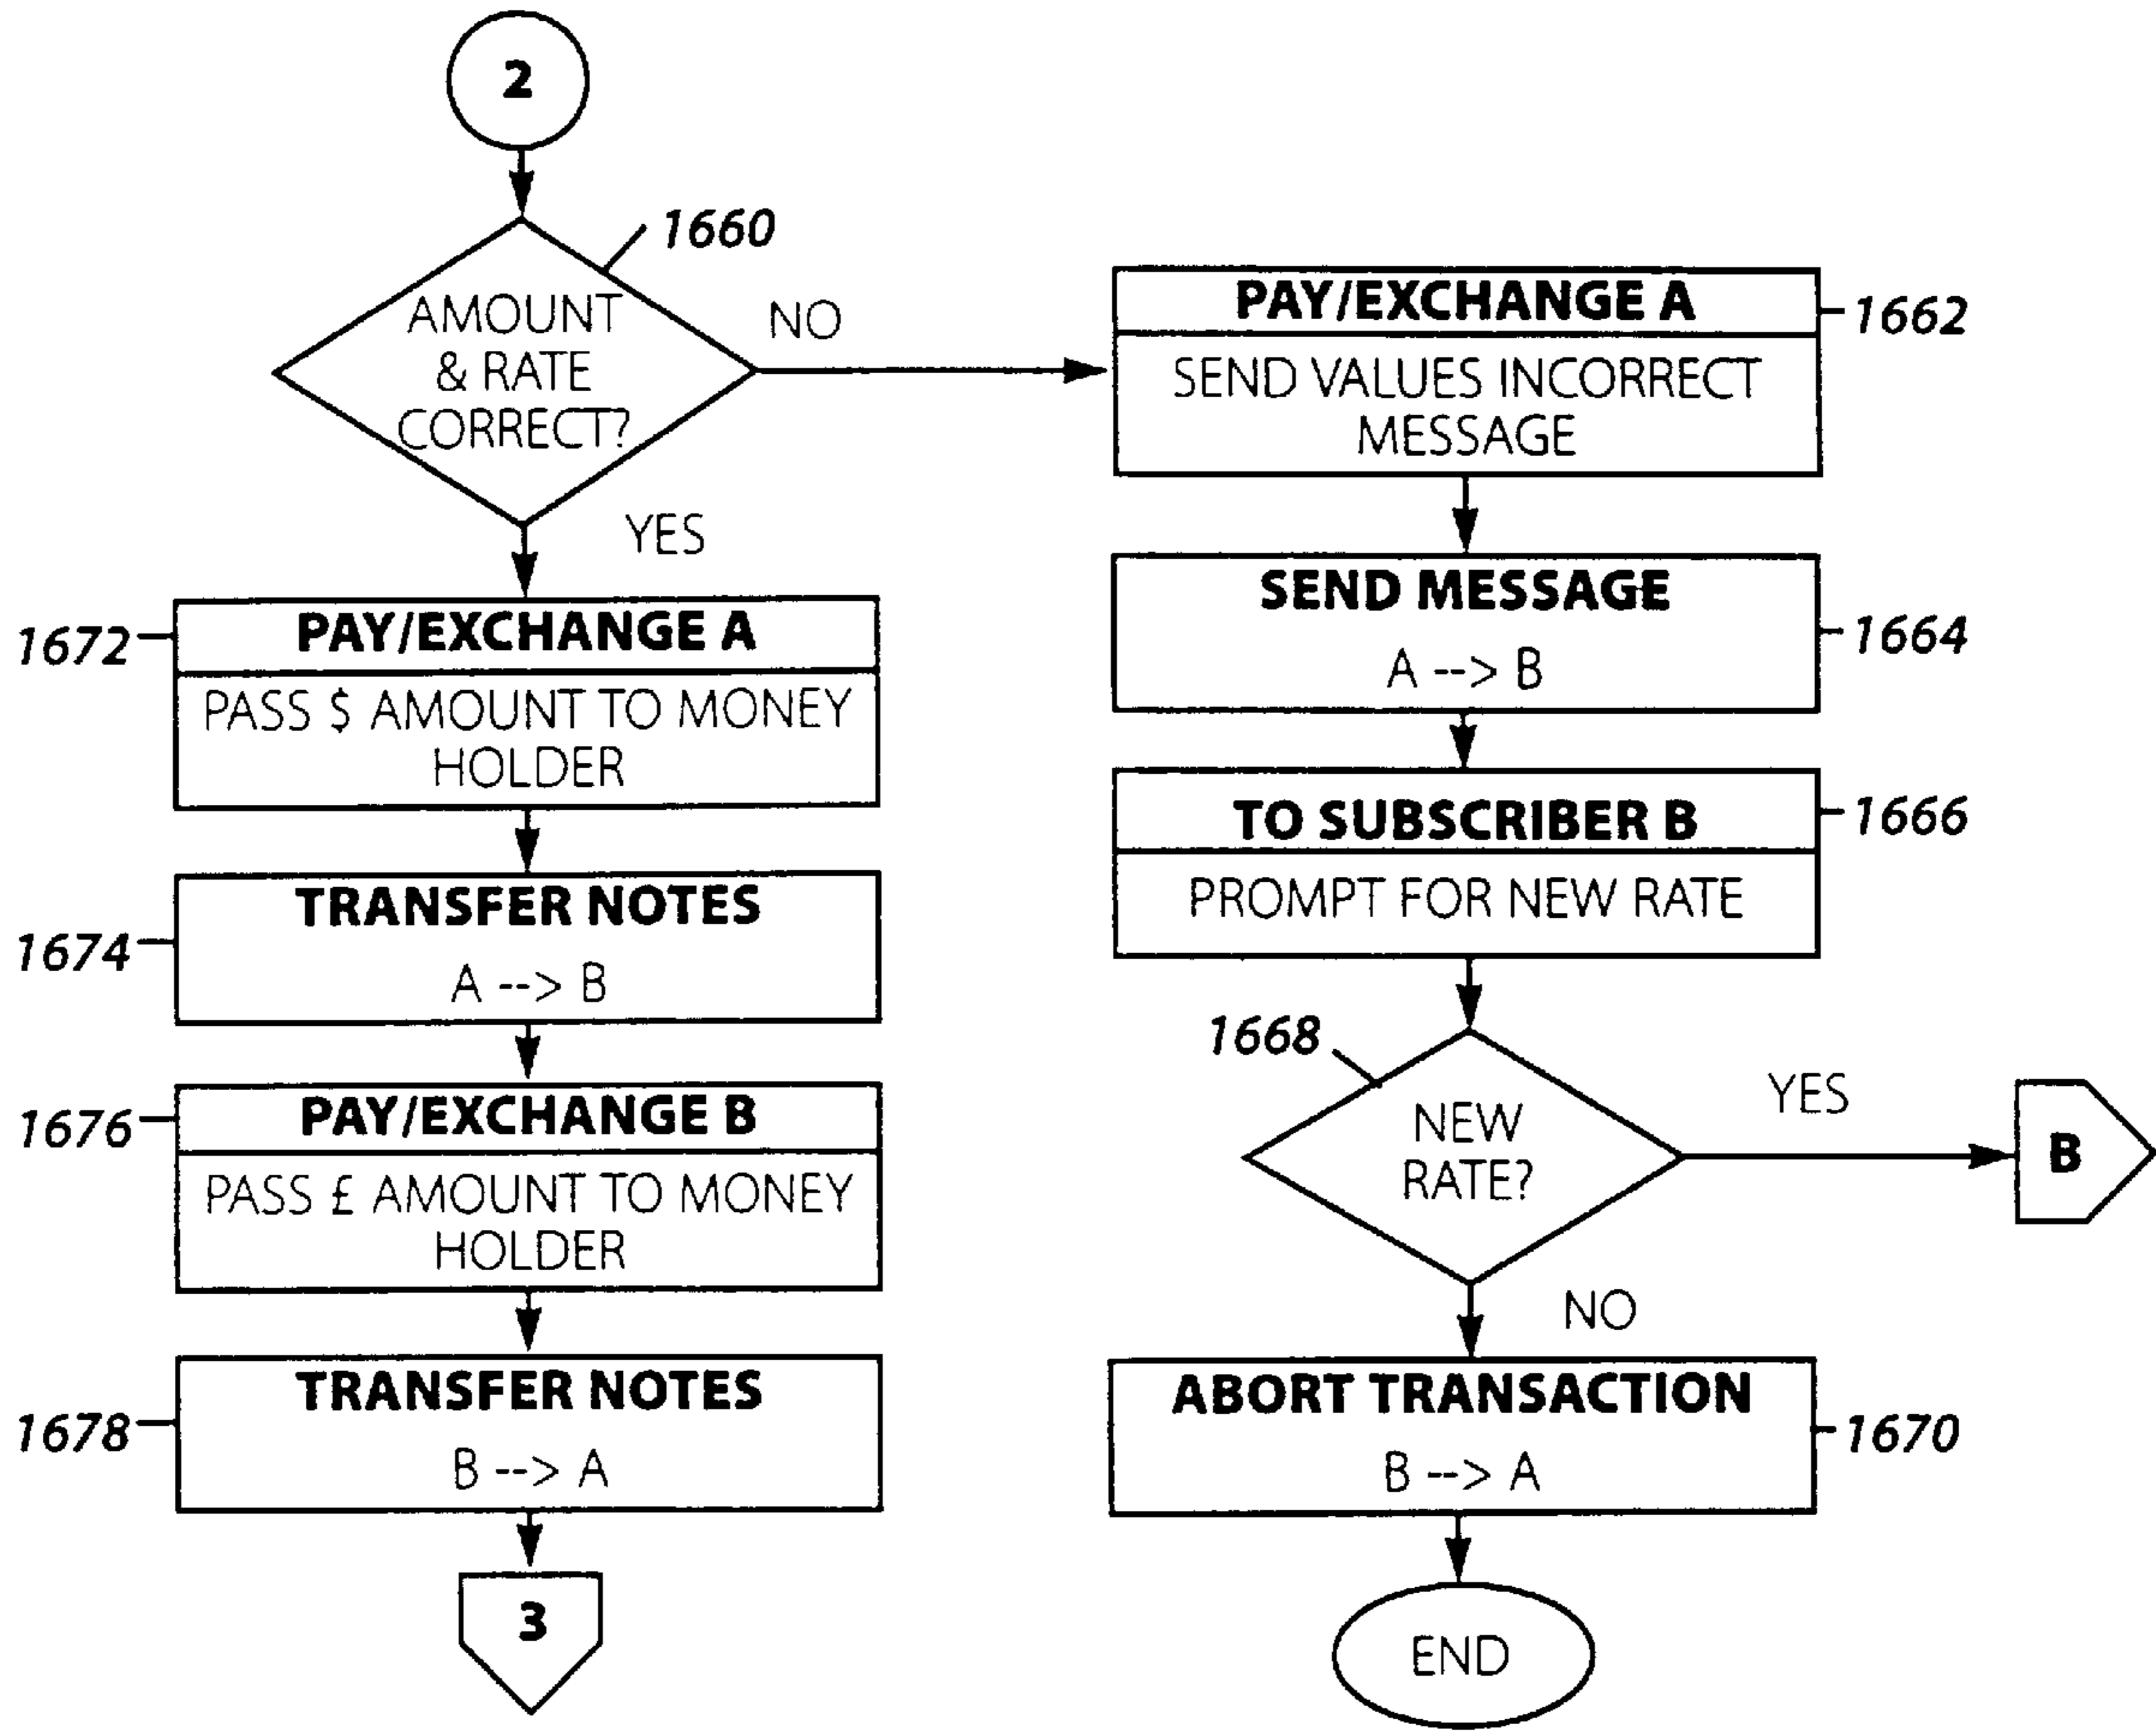 2
1660
AMOUNT
& RATE
CORRECT?
NO
YES
1672
PAY/EXCHANGE A
PASS $ AMOUNT TO MONEY
HOLDER
1674
TRANSFER NOTES
A --> B
1676
PAY/EXCHANGE B
PASS £ AMOUNT TO MONEY
HOLDER
1678
TRANSFER NOTES
B --> A
3
PAY/EXCHANGE A
1662
SEND VALUES INCORRECT
MESSAGE
SEND MESSAGE
1664
A --> B
TO SUBSCRIBER B
1666
PROMPT FOR NEW RATE
1668
NEW
RATE?
YES
B
NO
ABORT TRANSACTION
1670
B --> A
END